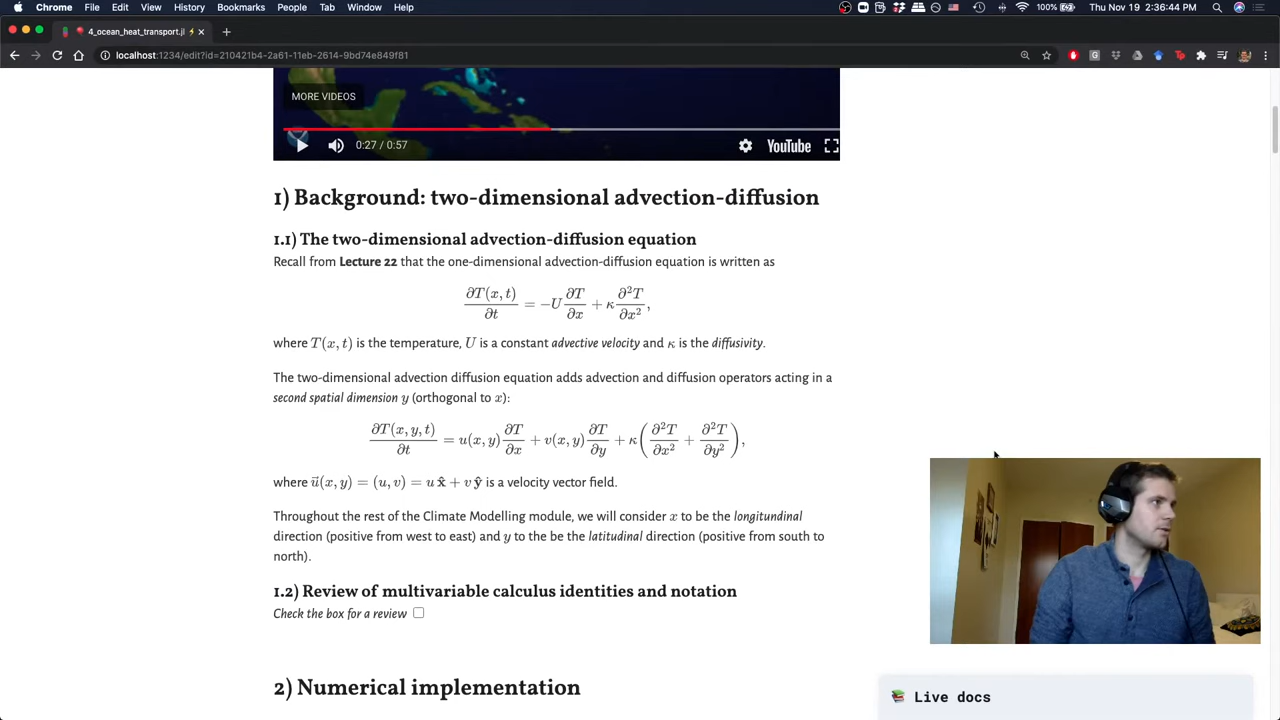 Chrome File Edit View History Bookmarks People Tab Window Help 100% Thu Nov 19 2:36:44 PM
4_ocean_heat_transport.jl
localhost:1234/edit?id=210421b4-2a61-11eb-2614-9bd74e849f81
MORE VIDEOS
0:27 / 0:57 YouTube
1) Background: two-dimensional advection-diffusion
1.1) The two-dimensional advection-diffusion equation
Recall from Lecture 22 that the one-dimensional advection-diffusion equation is written as
∂T(x,t)/∂t = −U ∂T/∂x + κ ∂²T/∂x²,
where T(x,t) is the temperature, U is a constant advective velocity and κ is the diffusivity.
The two-dimensional advection diffusion equation adds advection and diffusion operators acting in a
second spatial dimension y (orthogonal to x):
∂T(x,y,t)/∂t = u(x,y) ∂T/∂x + v(x,y) ∂T/∂y + κ(∂²T/∂x² + ∂²T/∂y²),
where u⃗(x,y) = (u,v) = u x̂ + v ŷ is a velocity vector field.
Throughout the rest of the Climate Modelling module, we will consider x to be the longitundinal
direction (positive from west to east) and y to the be the latitudinal direction (positive from south to
north).
1.2) Review of multivariable calculus identities and notation
Check the box for a review
2) Numerical implementation
Live docs